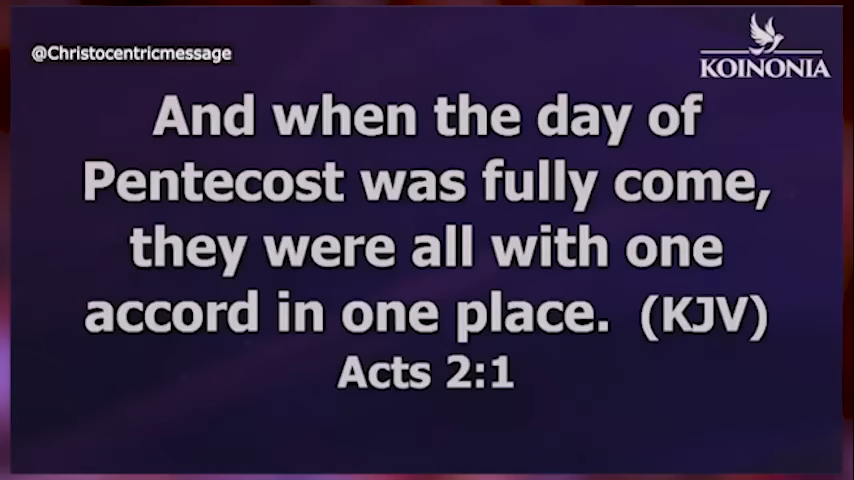 @Christocentricmessage
KOINONIA
And when the day of
Pentecost was fully come,
they were all with one
accord in one place. (KJV)
Acts 2:1